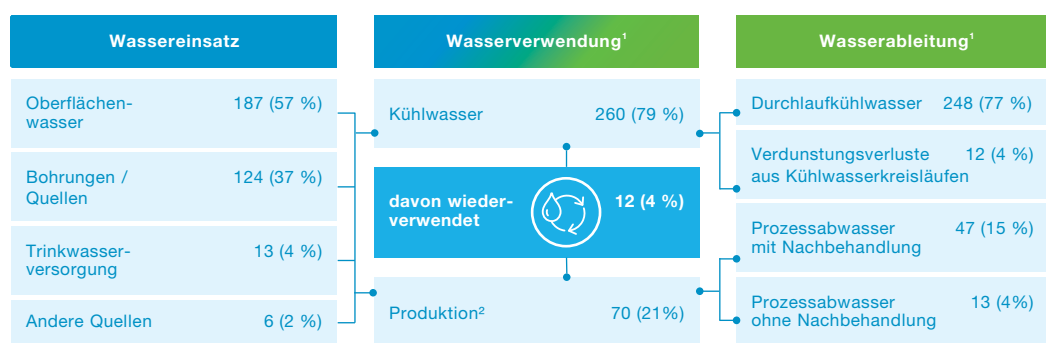 Wassereinsatz
Oberflächen-
wasser
187 (57 %)
Bohrungen /
Quellen
124 (37 %)
Trinkwasser-
versorgung
13 (4 %)
Andere Quellen
6 (2 %)
Wasserverwendung¹
Kühlwasser
260 (79 %)
davon wieder-
verwendet
12 (4 %)
Produktion²
70 (21%)
Wasserableitung¹
Durchlaufkühlwasser
248 (77 %)
Verdunstungsverluste
aus Kühlwasserkreisläufen
12 (4 %)
Prozessabwasser
mit Nachbehandlung
47 (15 %)
Prozessabwasser
ohne Nachbehandlung
13 (4%)